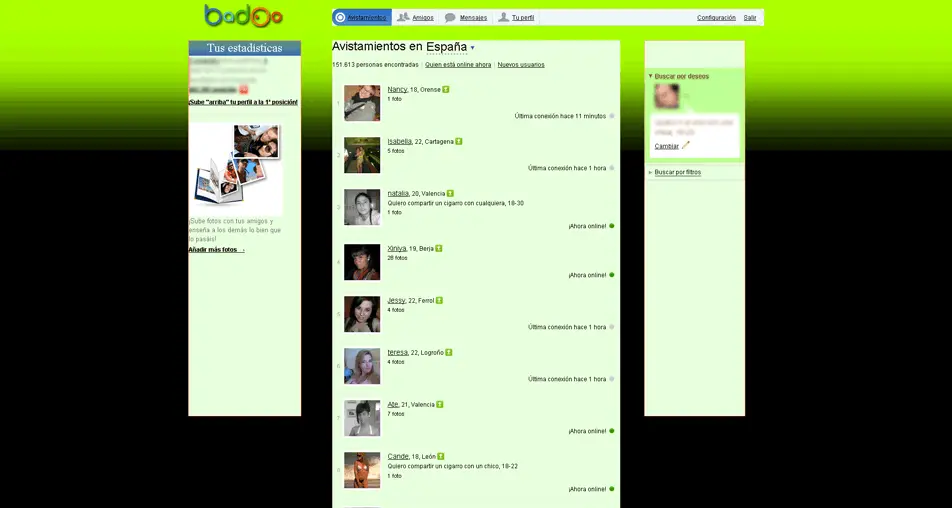 badoo
Avistamientos
Amigos
Mensajes
Tu perfil
Configuración
Salir
Tus estadisticas
¡Sube "arriba" tu perfil a la 1ª posición!
¡Sube fotos con tus amigos y
enseña a los demás lo bien que
lo pasáis!
Añadir más fotos
Avistamientos en España
151.613 personas encontradas | Quien está online ahora | Nuevos usuarios
1
Nancy, 18, Orense
1 foto
Última conexión hace 11 minutos
2
Isabella, 22, Cartagena
5 fotos
Última conexión hace 1 hora
3
natalia, 20, Valencia
Quiero compartir un cigarro con cualquiera, 18-30
1 foto
¡Ahora online!
4
Xiniya, 19, Berja
28 fotos
¡Ahora online!
5
Jessy, 22, Ferrol
4 fotos
Última conexión hace 1 hora
6
teresa, 22, Logroño
4 fotos
Última conexión hace 1 hora
7
Ate, 21, Valencia
7 fotos
¡Ahora online!
8
Cande, 18, León
Quiero compartir un cigarro con un chico, 18-22
1 foto
¡Ahora online!
Buscar por deseos
Cambiar
Buscar por filtros